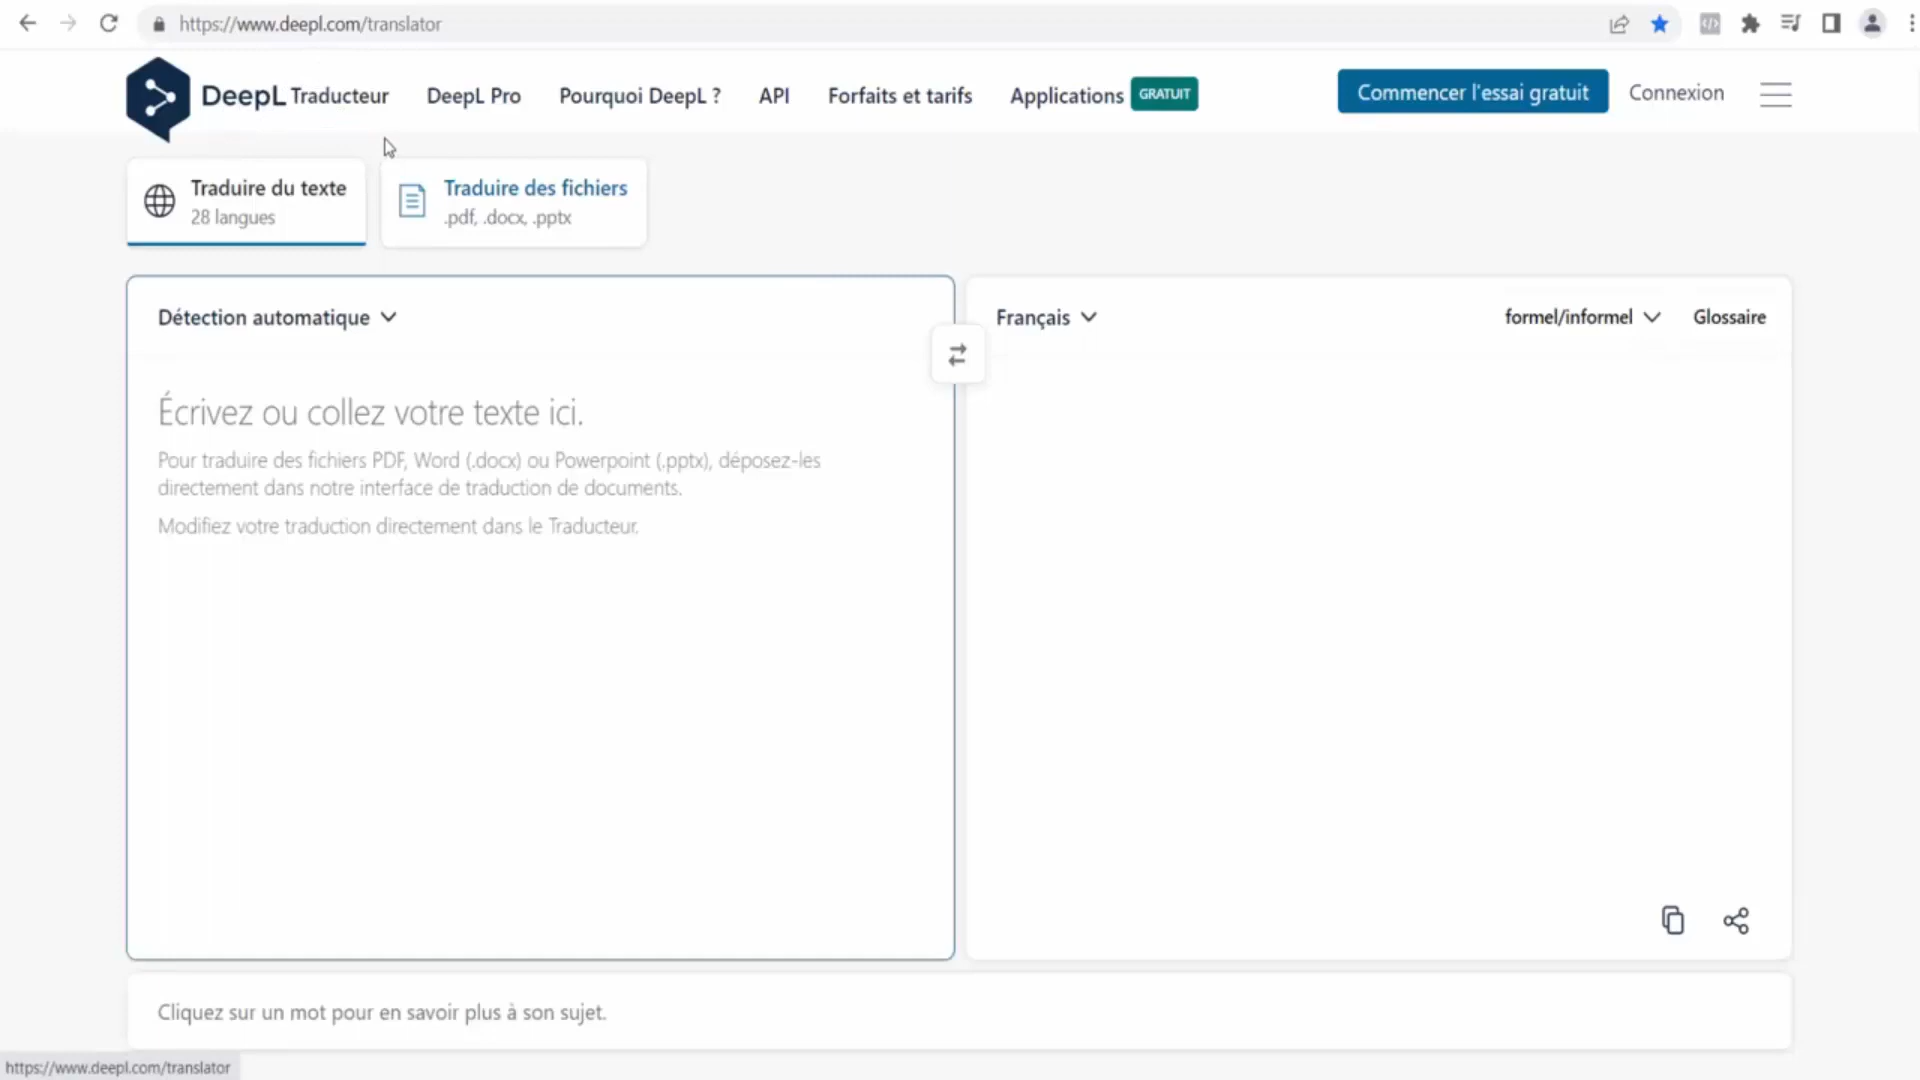 https://www.deepl.com/translator
DeepL Traducteur
DeepL Pro
Pourquoi DeepL ?
API
Forfaits et tarifs
Applications GRATUIT
Commencer l'essai gratuit
Connexion
Traduire du texte
28 langues
Traduire des fichiers
.pdf, .docx, .pptx
Détection automatique
Français
formel/informel
Glossaire
Écrivez ou collez votre texte ici.
Pour traduire des fichiers PDF, Word (.docx) ou Powerpoint (.pptx), déposez-les
directement dans notre interface de traduction de documents.
Modifiez votre traduction directement dans le Traducteur.
Cliquez sur un mot pour en savoir plus à son sujet.
https://www.deepl.com/translator